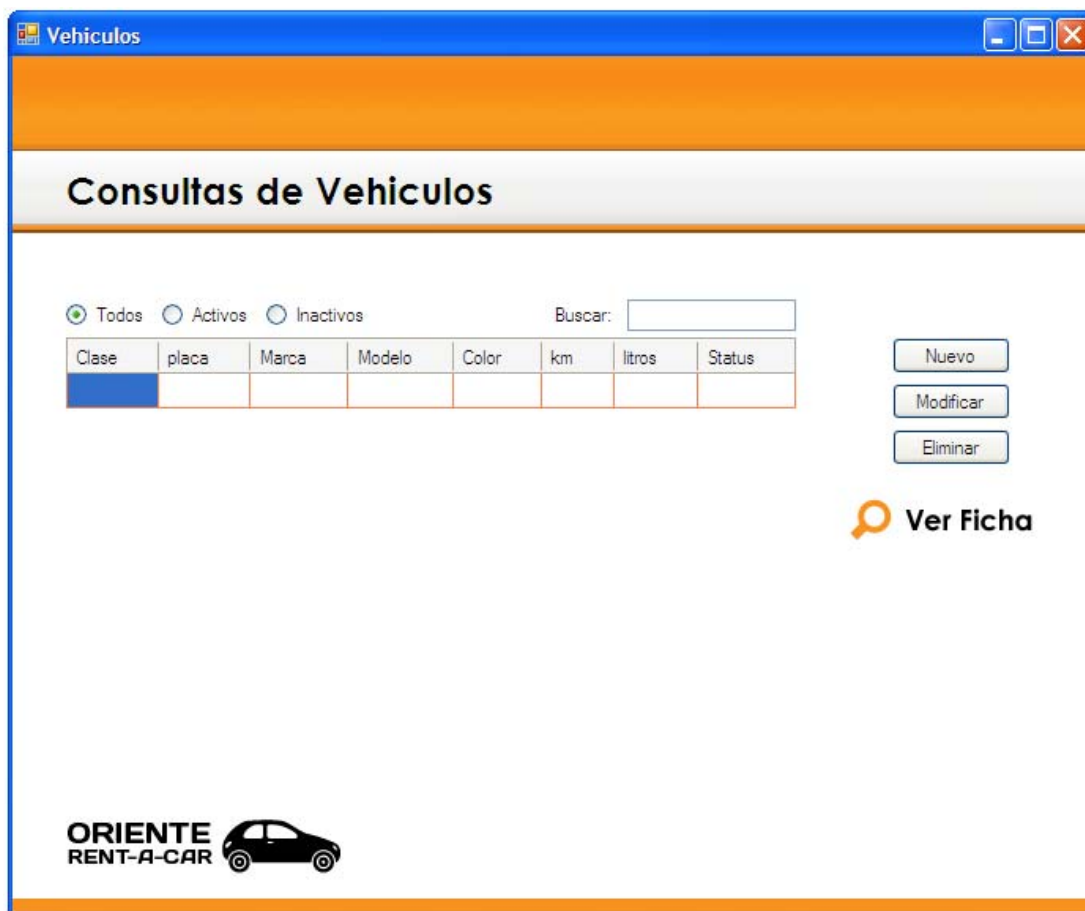 Vehiculos
Consultas de Vehiculos
Todos Activos Inactivos Buscar:
Clase placa Marca Modelo Color km litros Status
Nuevo
Modificar
Eliminar
Ver Ficha
ORIENTE
RENT-A-CAR